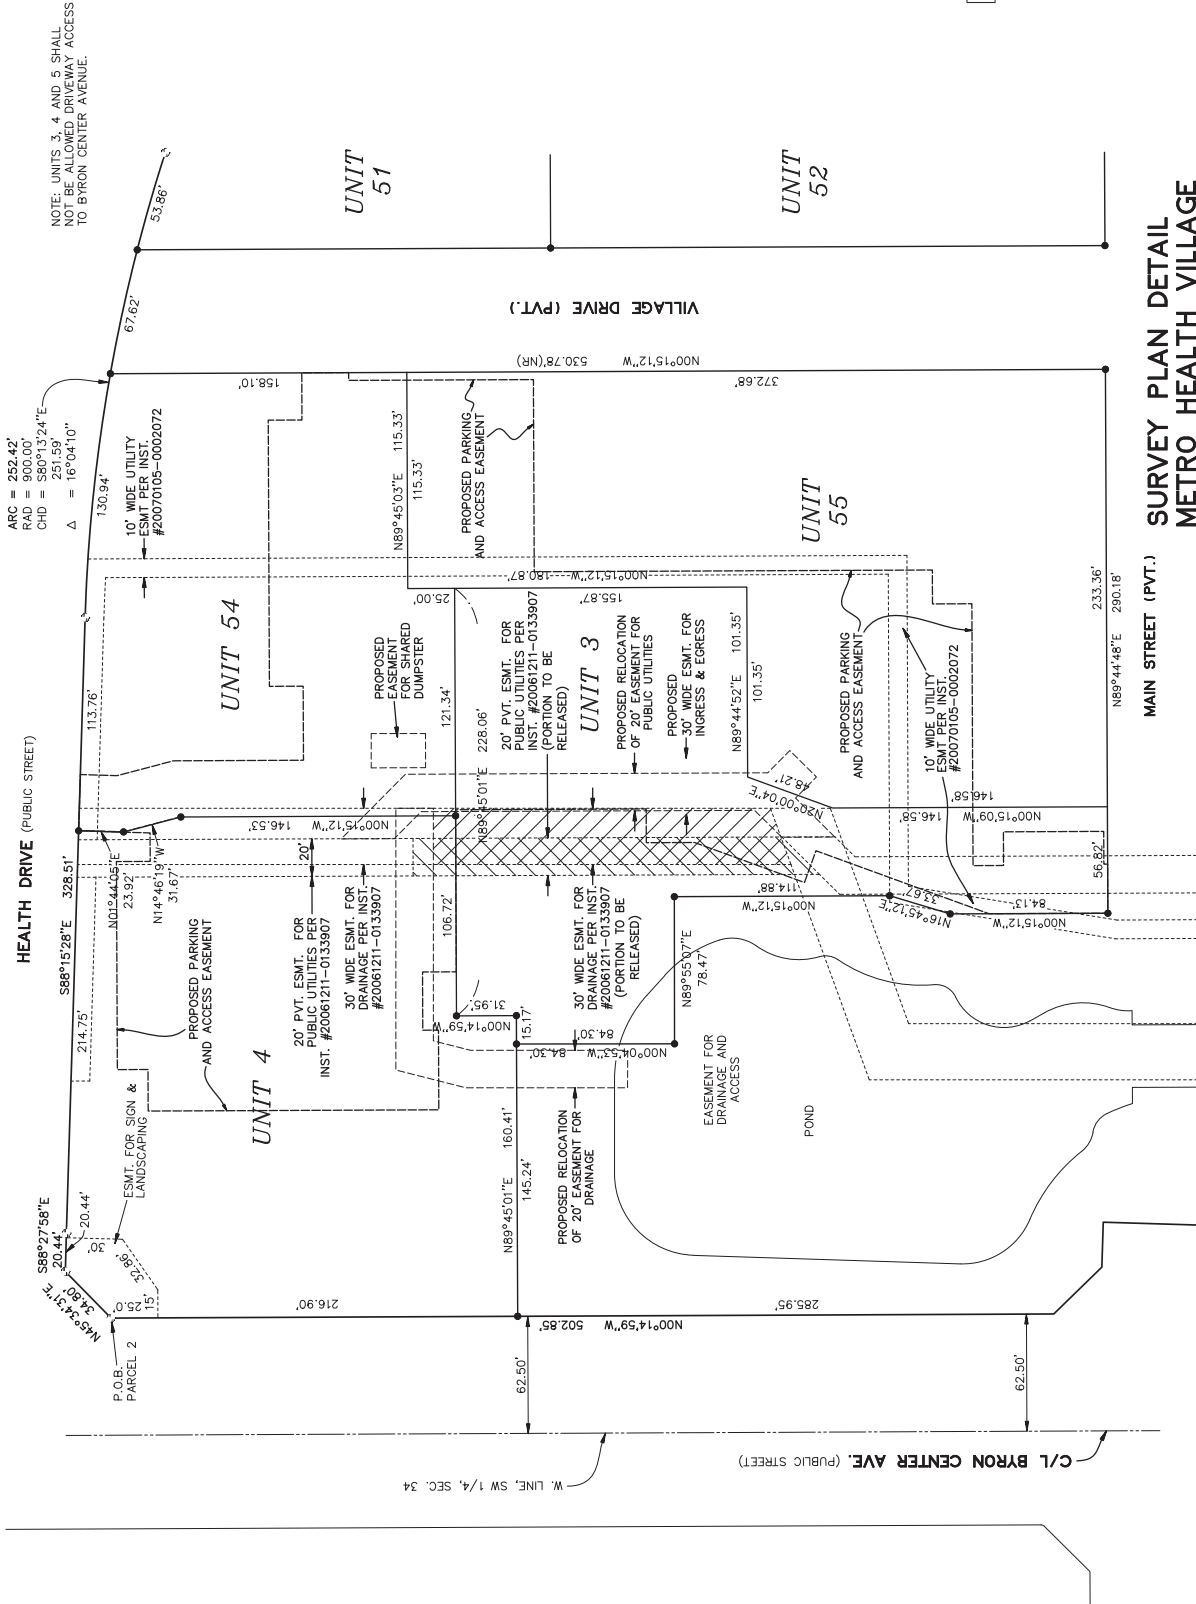 NOTE: UNITS 3, 4 AND 5 SHALL
NOT BE ALLOWED DRIVEWAY ACCESS
TO BYRON CENTER AVENUE.
ARC = 252.42'
RAD = 900.00'
CHD = S80°13'24"E
251.59'
Δ = 16°04'10"
HEALTH DRIVE (PUBLIC STREET)
S88°27'58"E
20.44'
20.44'
N45°34'31"E
34.80'
S88°15'28"E 328.51'
214.75'
113.76'
130.94'
67.62'
53.86'
P.O.B.
PARCEL 2
25.0'
15'
32.86'
30'
ESMT. FOR SIGN &
LANDSCAPING
PROPOSED PARKING
AND ACCESS EASEMENT
N01°44'05"E
23.92'
N14°46'19"W
31.67'
N00°15'12"W 146.53'
10' WIDE UTILITY
ESMT PER INST.
#20070105-0002072
158.10'
UNIT 4
UNIT 54
UNIT
51
20'
20' PVT. ESMT. FOR
PUBLIC UTILITIES PER
INST. #20061211-0133907
30' WIDE ESMT. FOR
DRAINAGE PER INST.
#20061211-0133907
PROPOSED
EASEMENT
FOR SHARED
DUMPSTER
N89°45'03"E 115.33'
115.33'
PROPOSED PARKING
AND ACCESS EASEMENT
N00°15'12"W 530.78'(NR)
VILLAGE DRIVE (PVT.)
216.90'
106.72'
121.34'
25.00'
N89°45'01"E 228.06'
N00°14'59"W
31.95'
15.17'
N89°45'01"E 160.41'
145.24'
20' PVT. ESMT. FOR
PUBLIC UTILITIES PER
INST. #20061211-0133907
(PORTION TO BE
RELEASED)
UNIT 3
N00°15'12"W 180.87'
155.87'
PROPOSED RELOCATION
OF 20' EASEMENT FOR
PUBLIC UTILITIES
PROPOSED
30' WIDE ESMT. FOR
INGRESS & EGRESS
30' WIDE ESMT. FOR
DRAINAGE PER INST.
#20061211-0133907
(PORTION TO BE
RELEASED)
N00°04'53"W 84.30'
84.30'
PROPOSED RELOCATION
OF 20' EASEMENT FOR
DRAINAGE
N89°55'07"E
78.47'
N89°44'52"E 101.35'
101.35'
EASEMENT FOR
DRAINAGE AND
ACCESS
POND
N00°15'12"W
114.88'
N20°00'04"E
48.21'
UNIT
55
372.68'
UNIT
52
PROPOSED PARKING
AND ACCESS EASEMENT
10' WIDE UTILITY
ESMT PER INST.
#20070105-0002072
N16°45'12"E
33.67'
N00°15'12"W
84.13'
N00°15'09"W 146.58'
146.58'
56.82'
233.36'
N89°44'48"E 290.18'
MAIN STREET (PVT.)
N00°14'59"W 502.85'
285.95'
62.50'
62.50'
W. LINE, SW 1/4, SEC. 34
C/L BYRON CENTER AVE. (PUBLIC STREET)
SURVEY PLAN DETAIL
METRO HEALTH VILLAGE